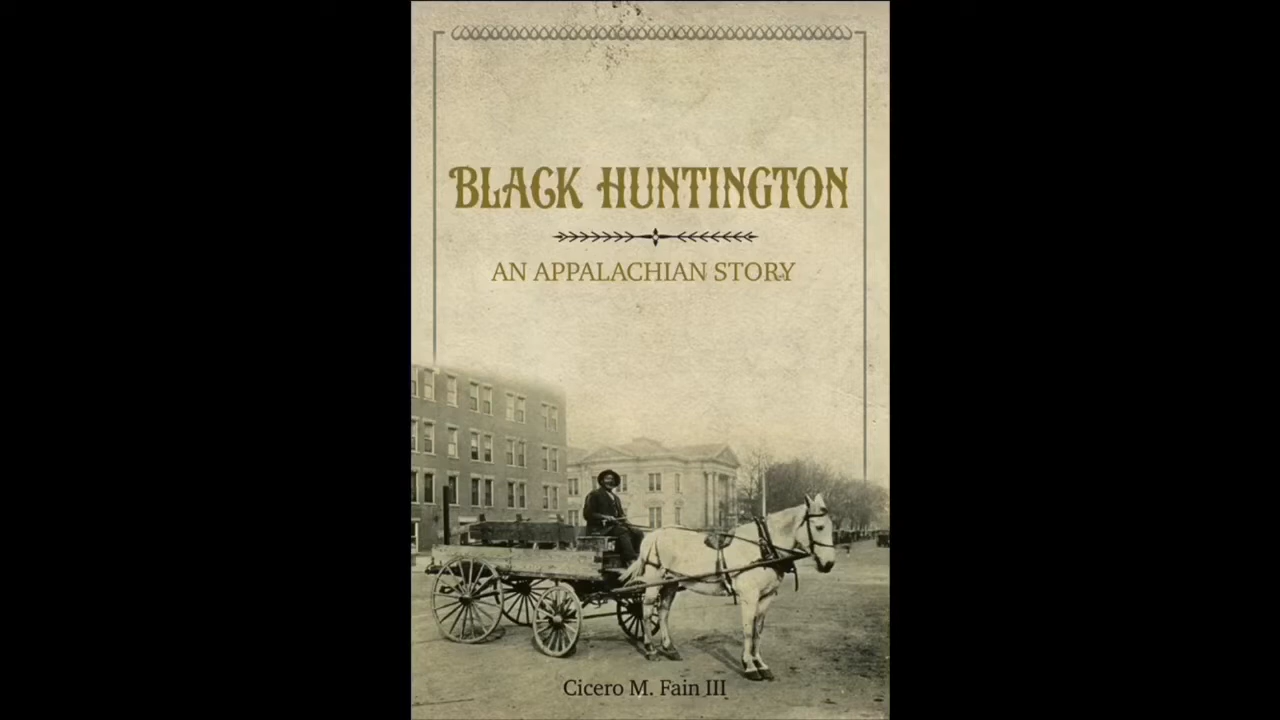 BLACK HUNTINGTON
AN APPALACHIAN STORY
Cicero M. Fain III